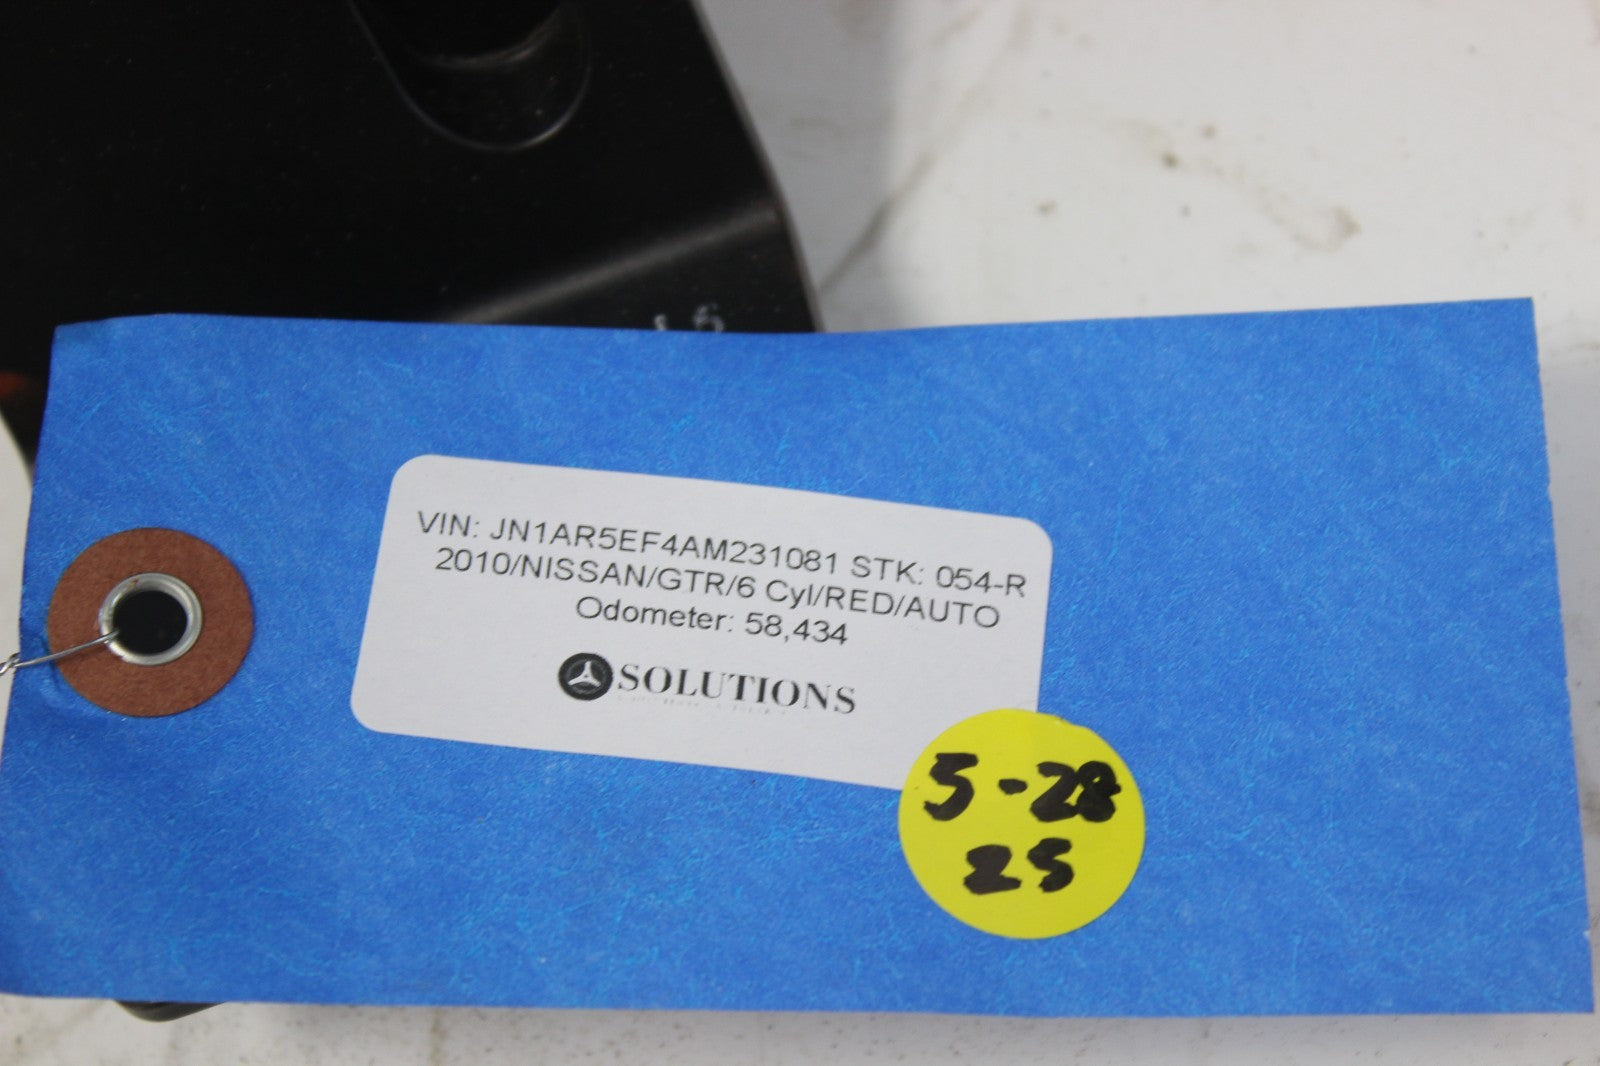 VIN: JN1AR5EF4AM231081 STK: 054-R
2010/NISSAN/GTR/6 Cyl/RED/AUTO
Odometer: 58,434
SOLUTIONS
5-28
25